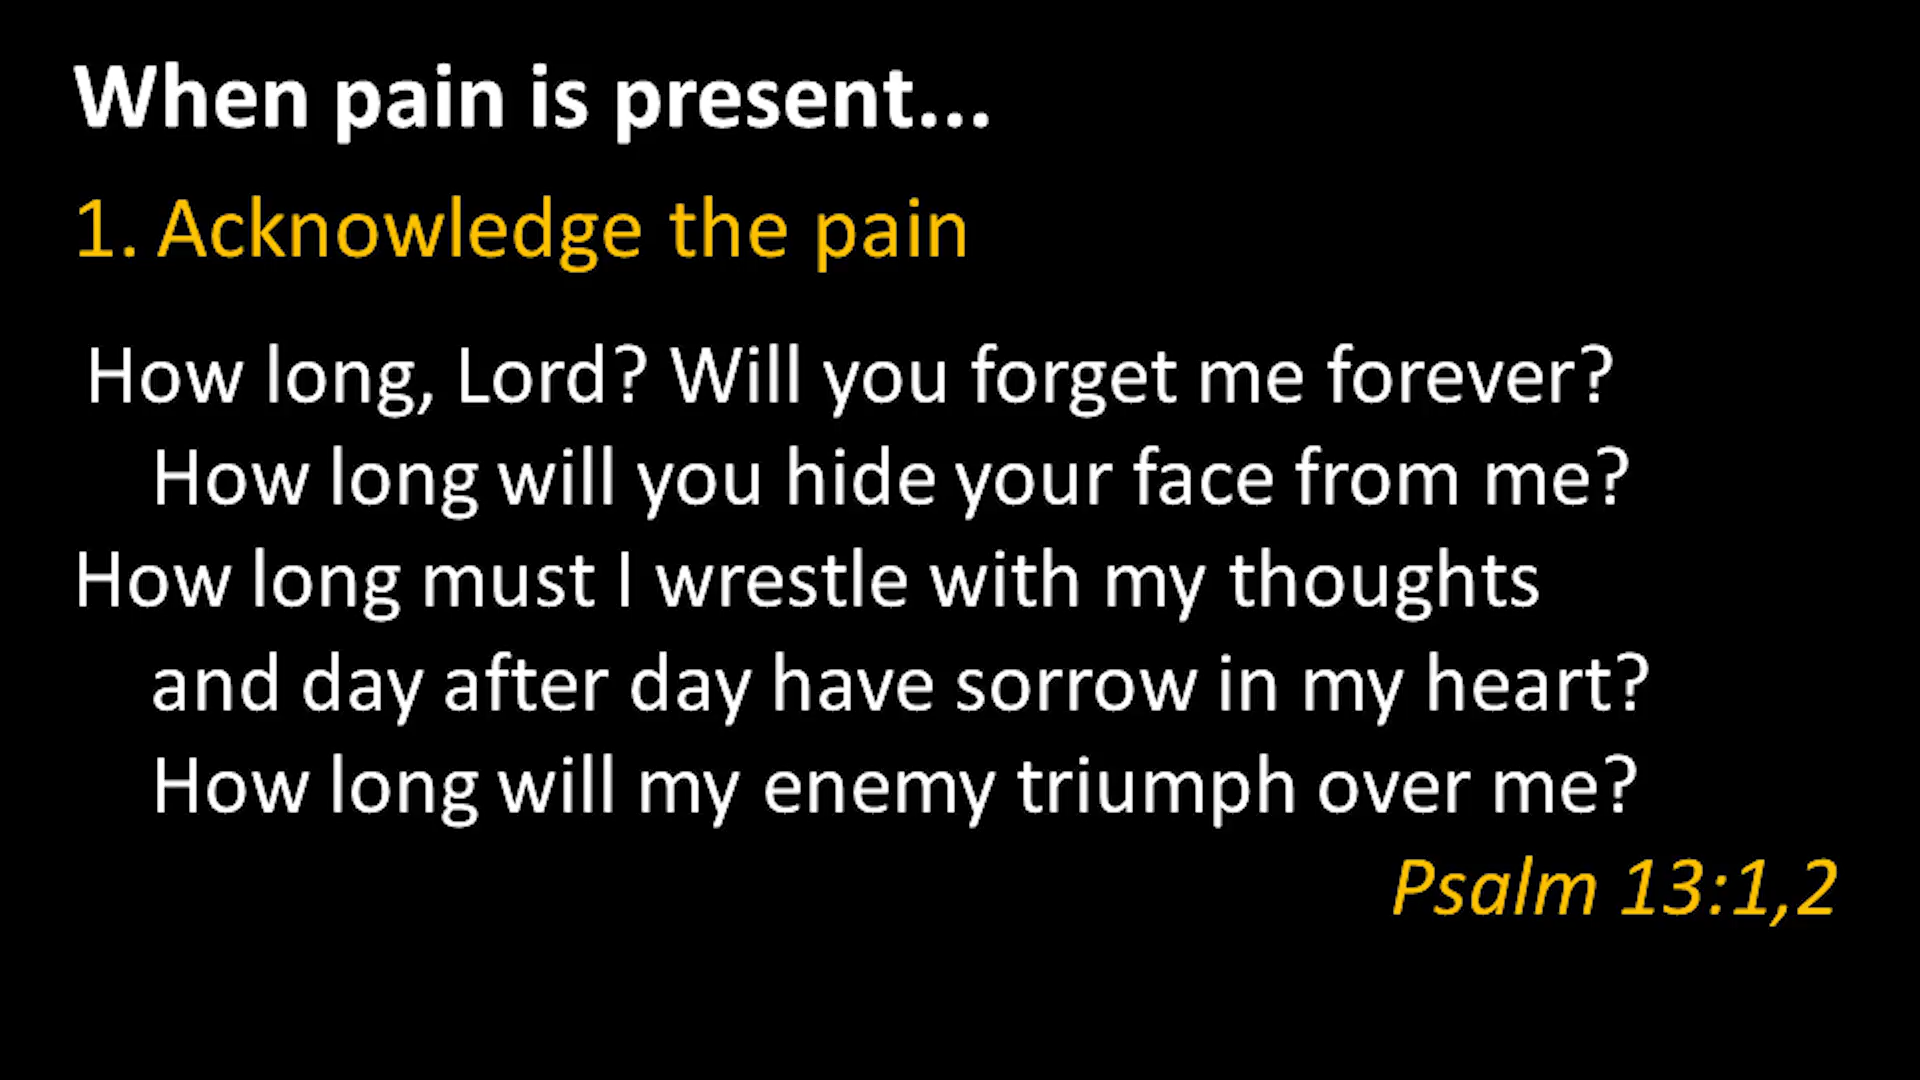 When pain is present...
1. Acknowledge the pain
How long, Lord? Will you forget me forever?
How long will you hide your face from me?
How long must I wrestle with my thoughts
and day after day have sorrow in my heart?
How long will my enemy triumph over me?
Psalm 13:1,2